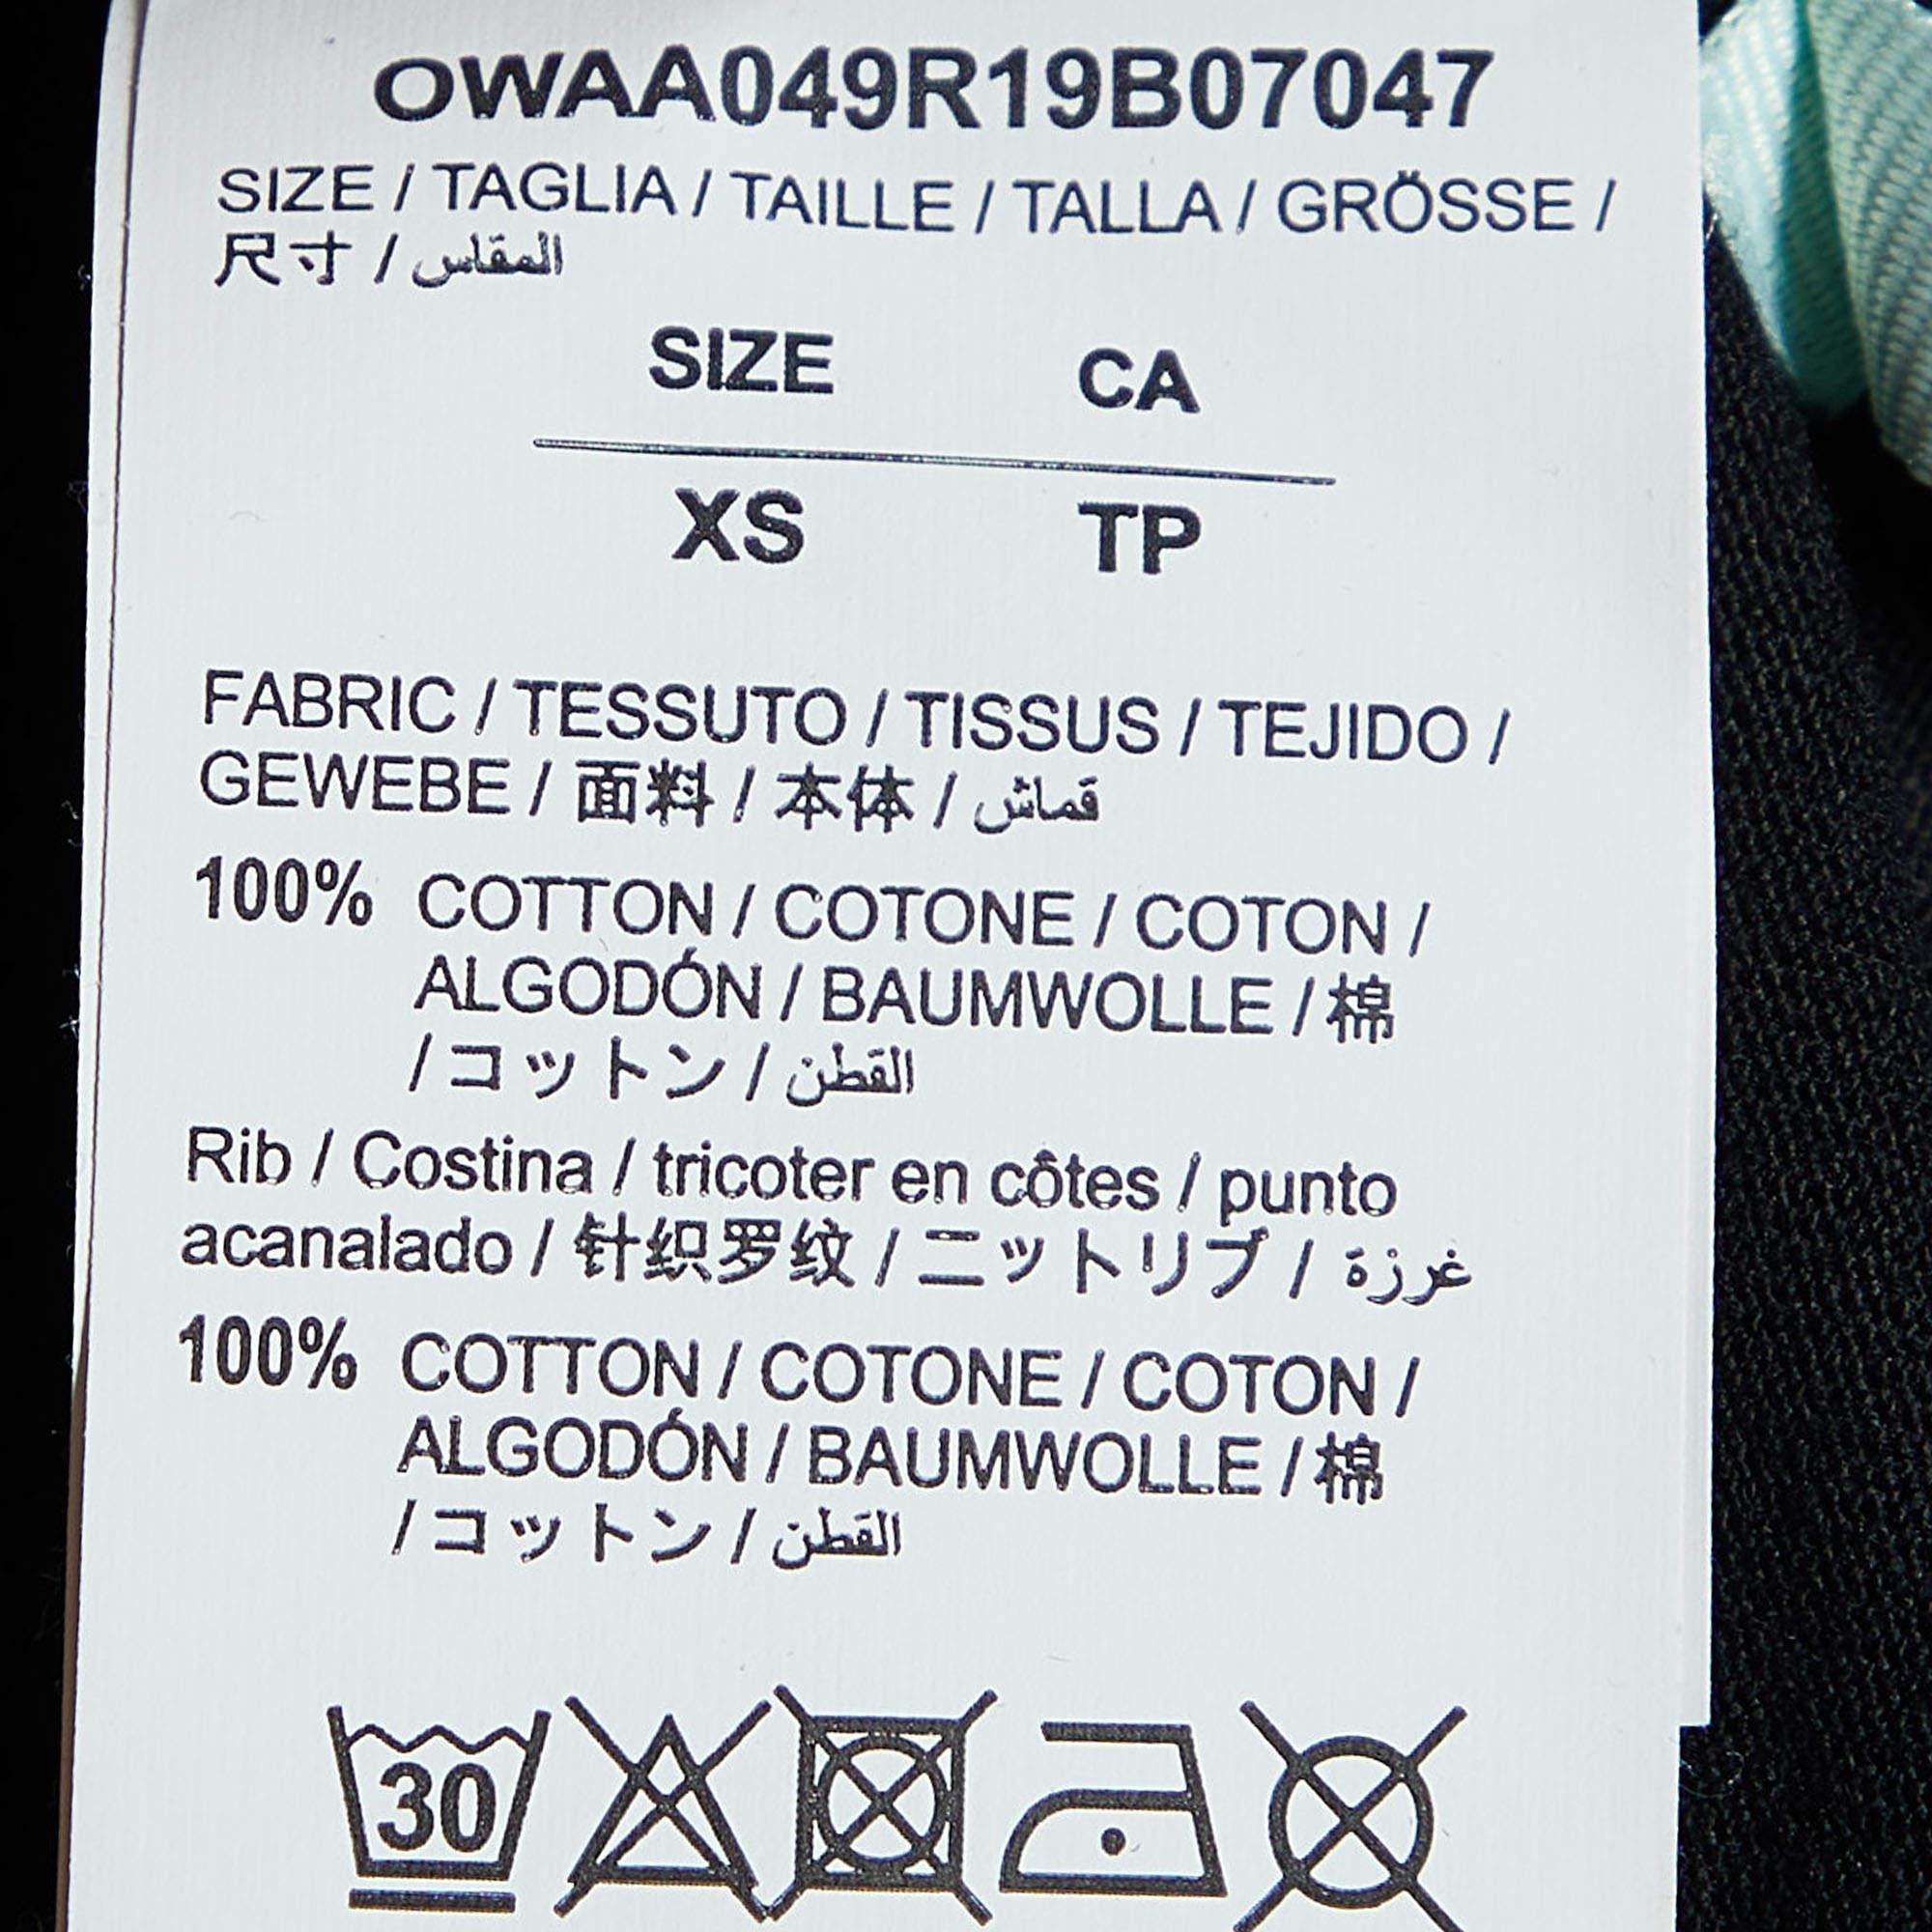 OWAA049R19B07047
SIZE / TAGLIA / TAILLE / TALLA / GRÖSSE /
尺寸 / المقاس
SIZE CA
XS TP
FABRIC / TESSUTO / TISSUS / TEJIDO /
GEWEBE / 面料 / 本体 / قماش
100% COTTON / COTONE / COTON /
ALGODÓN / BAUMWOLLE / 棉
/ コットン / القطن
Rib / Costina / tricoter en côtes / punto
acanalado / 针织罗纹 / ニットリブ / غرزة
100% COTTON / COTONE / COTON /
ALGODÓN / BAUMWOLLE / 棉
/ コットン / القطن
30